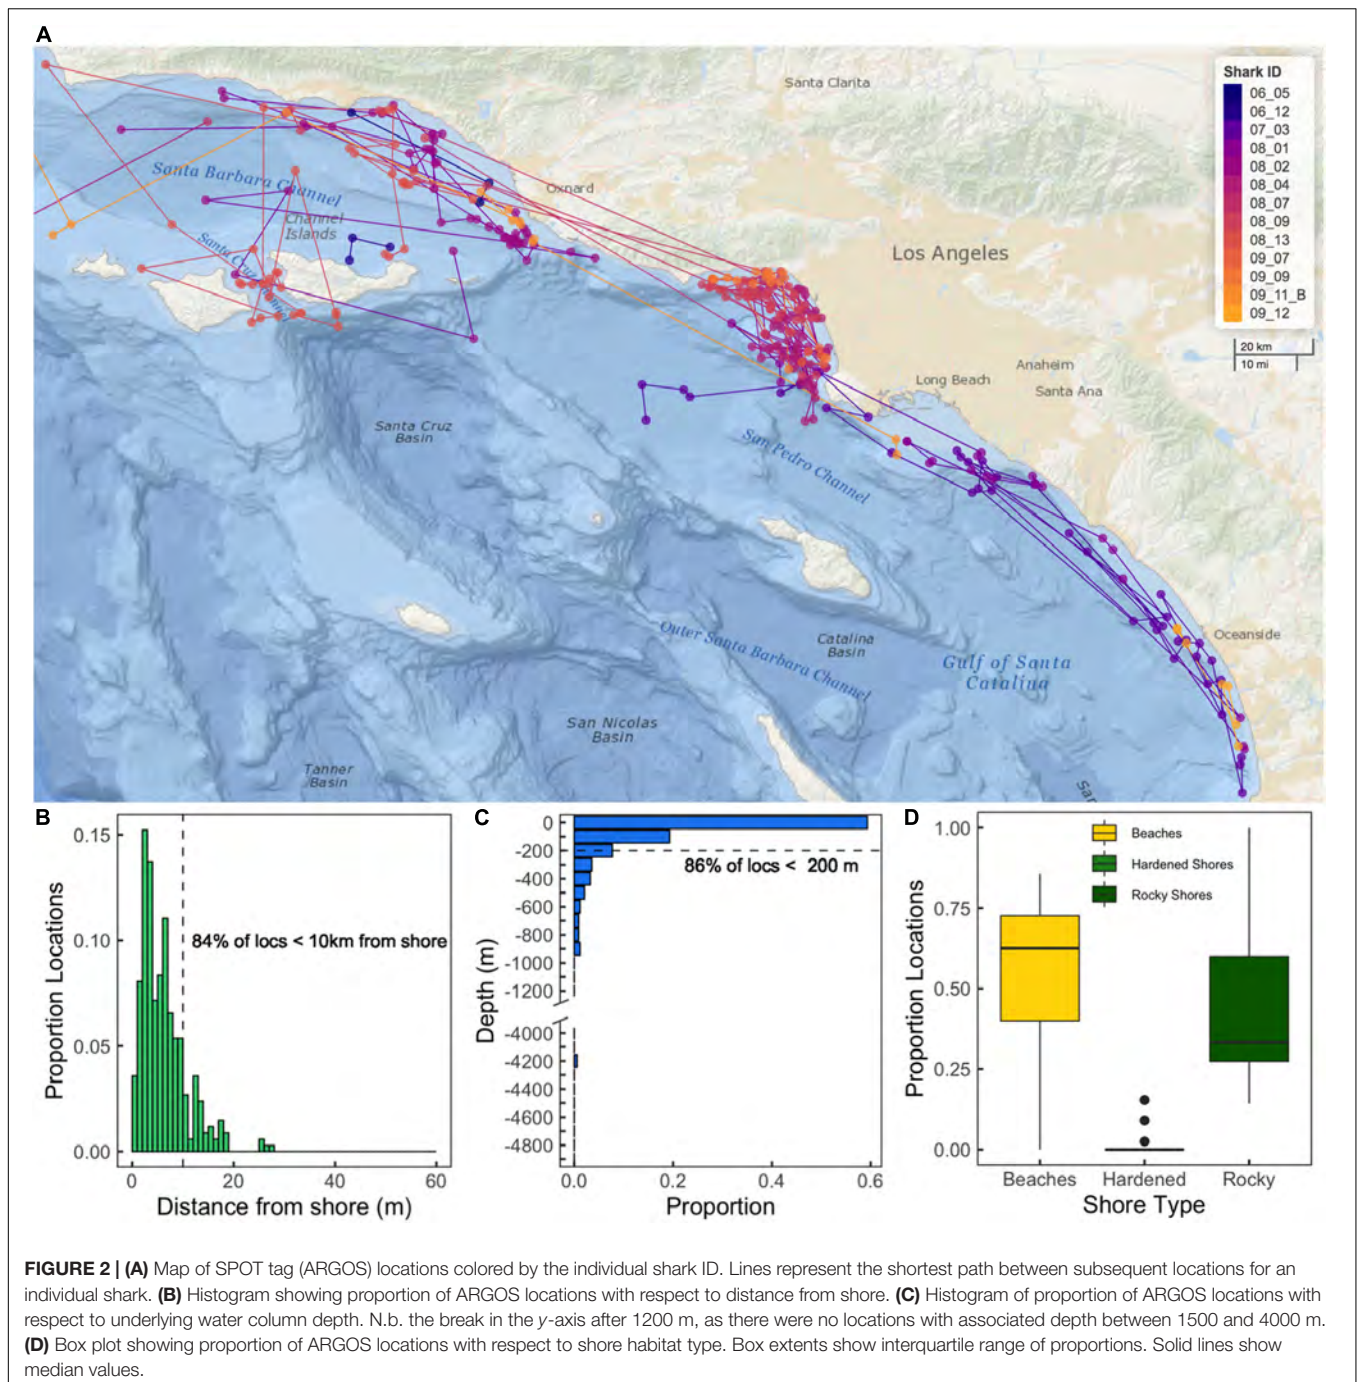 A
Santa Clarita
Shark ID
06_05
06_12
07_03
08_01
08_02
08_04
08_07
08_09
08_13
09_07
09_09
09_11_B
09_12
20 km
10 mi
Santa Barbara Channel
Channel
Islands
Santa Cruz Channel
Oxnard
Los Angeles
Anaheim
Long Beach
Santa Ana
Santa Cruz
Basin
San Pedro Channel
Oceanside
Outer Santa Barbara Channel
Catalina
Basin
Gulf of Santa
Catalina
San Nicolas
Basin
Tanner
Basin
San
B
Proportion Locations
0.15
0.10
0.05
0.00
84% of locs < 10km from shore
0
20
40
60
Distance from shore (m)
C
Depth (m)
0
-200
-400
-600
-800
-1000
-1200
-4000
-4200
-4400
-4600
-4800
86% of locs < 200 m
0.0
0.2
0.4
0.6
Proportion
D
Proportion Locations
1.00
0.75
0.50
0.25
0.00
Beaches
Hardened Shores
Rocky Shores
Beaches
Hardened
Rocky
Shore Type
FIGURE 2 | (A) Map of SPOT tag (ARGOS) locations colored by the individual shark ID. Lines represent the shortest path between subsequent locations for an
individual shark. (B) Histogram showing proportion of ARGOS locations with respect to distance from shore. (C) Histogram of proportion of ARGOS locations with
respect to underlying water column depth. N.b. the break in the y-axis after 1200 m, as there were no locations with associated depth between 1500 and 4000 m.
(D) Box plot showing proportion of ARGOS locations with respect to shore habitat type. Box extents show interquartile range of proportions. Solid lines show
median values.